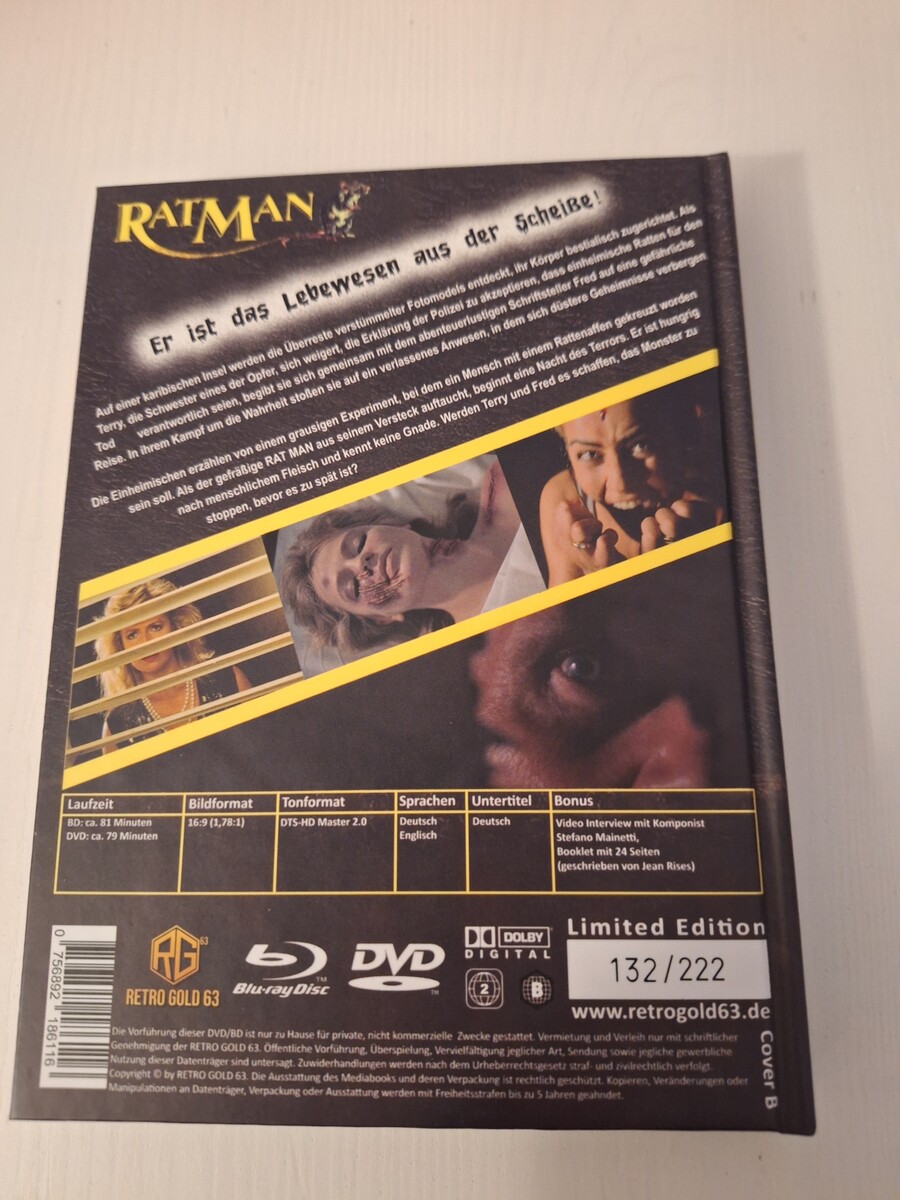 RATMAN
Er ist das Lebewesen aus der Scheiße!
Auf einer karibischen Insel werden die Überreste verstümmelter Fotomodels entdeckt, ihr Körper bestialisch zugerichtet. Als
Terry, die Schwester eines der Opfer, sich weigert, die Erklärung der Polizei zu akzeptieren, dass einheimische Ratten für den
Tod verantwortlich seien, begibt sie sich gemeinsam mit dem abenteuerlustigen Schriftsteller Fred auf eine gefährliche
Reise. In ihrem Kampf um die Wahrheit stoßen sie auf ein verlassenes Anwesen, in dem sich düstere Geheimnisse verbergen
Die Einheimischen erzählen von einem grausigen Experiment, bei dem ein Mensch mit einem Rattenaffen gekreuzt worden
sein soll. Als der gefräßige RAT MAN aus seinem Versteck auftaucht, beginnt eine Nacht des Terrors. Er ist hungrig
nach menschlichem Fleisch und kennt keine Gnade. Werden Terry und Fred es schaffen, das Monster zu
stoppen, bevor es zu spät ist?
Laufzeit Bildformat Tonformat Sprachen Untertitel Bonus
BD: ca. 81 Minuten 16:9 (1,78:1) DTS-HD Master 2.0 Deutsch Deutsch Video Interview mit Komponist
DVD: ca. 79 Minuten Englisch Stefano Mainetti,
Booklet mit 24 Seiten
(geschrieben von Jean Rises)
0 756892 186116
RG 63
RETRO GOLD 63
Blu-ray Disc™
DVD™
DOLBY
DIGITAL
2
B
Limited Edition
132/222
www.retrogold63.de
Cover B
Die Vorführung dieser DVD/BD ist nur zu Hause für private, nicht kommerzielle Zwecke gestattet. Vermietung und Verleih nur mit schriftlicher
Genehmigung der RETRO GOLD 63. Öffentliche Vorführung, Überspielung, Vervielfältigung jeglicher Art, Sendung sowie jegliche gewerbliche
Nutzung dieser Datenträger sind untersagt. Zuwiderhandlungen werden nach dem Urheberrechtsgesetz straf- und zivilrechtlich verfolgt.
Copyright © by RETRO GOLD 63. Die Ausstattung des Mediabooks und deren Verpackung ist rechtlich geschützt. Kopieren, Veränderungen oder
Manipulationen an Datenträger, Verpackung oder Ausstattung werden mit Freiheitsstrafen bis zu 5 Jahren geahndet.